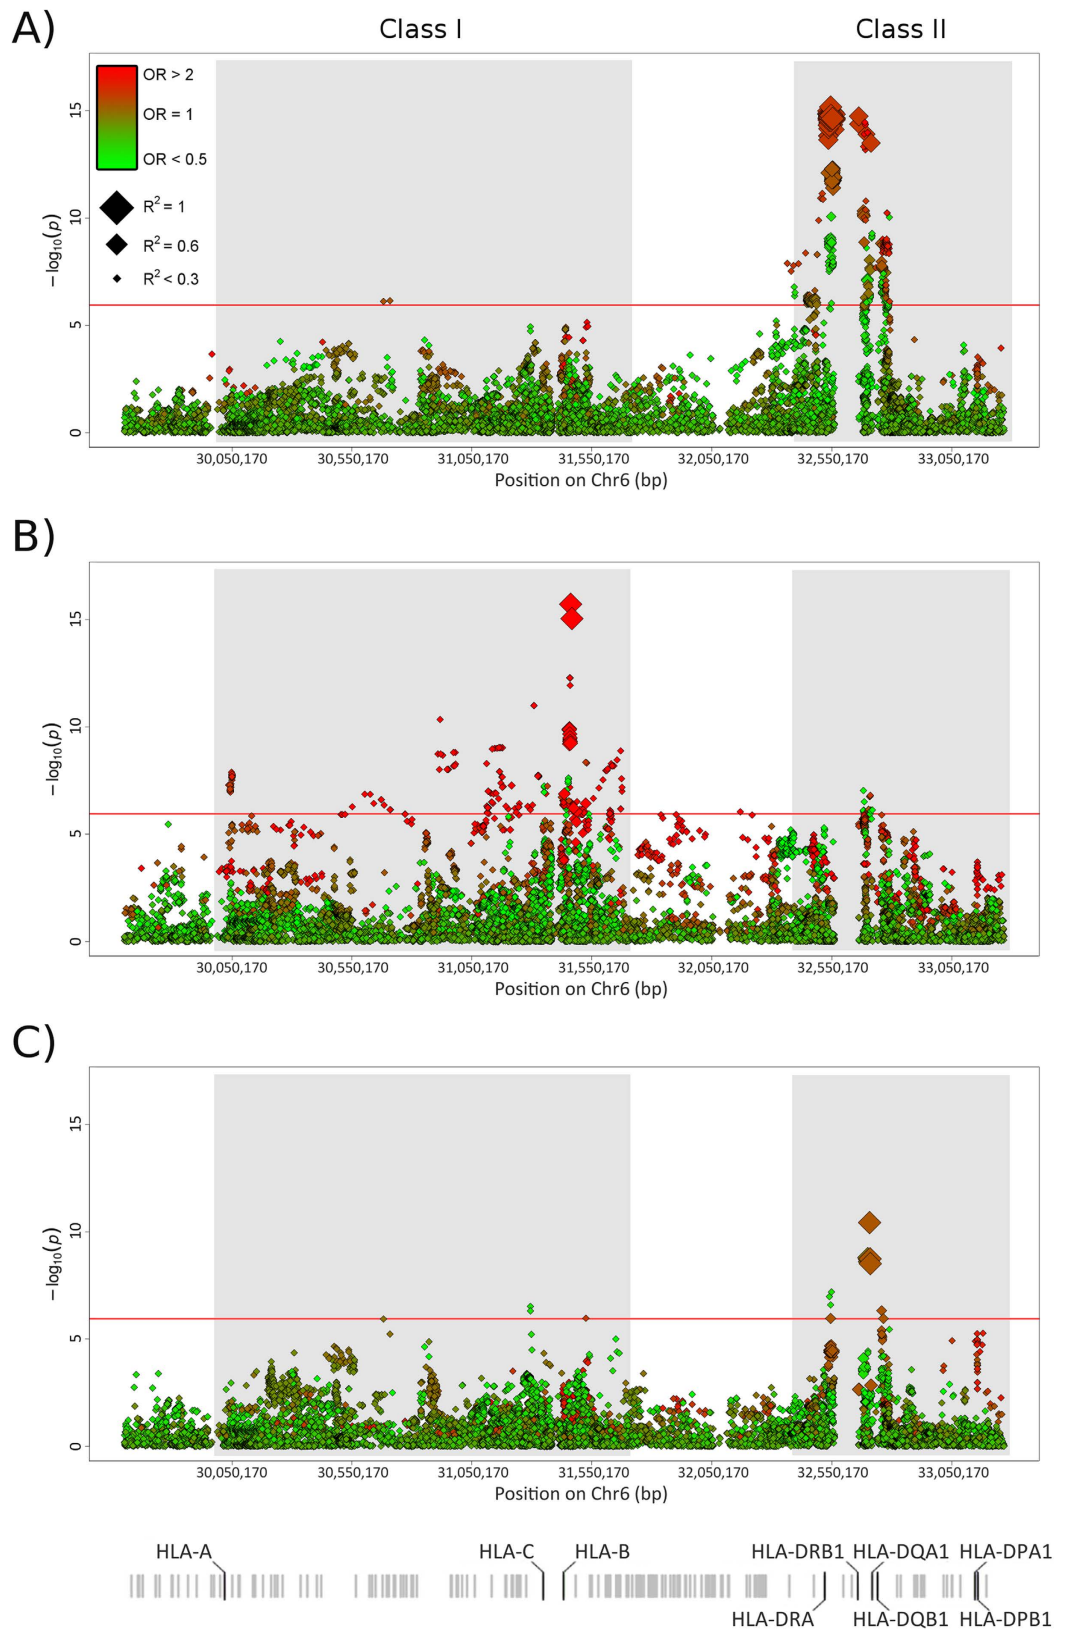 A)
Class I
Class II
OR > 2
OR = 1
OR < 0.5
R² = 1
R² = 0.6
R² < 0.3
−log₁₀(p)
15
10
5
0
30,050,170 30,550,170 31,050,170 31,550,170 32,050,170 32,550,170 33,050,170
Position on Chr6 (bp)
B)
−log₁₀(p)
15
10
5
0
30,050,170 30,550,170 31,050,170 31,550,170 32,050,170 32,550,170 33,050,170
Position on Chr6 (bp)
C)
−log₁₀(p)
15
10
5
0
30,050,170 30,550,170 31,050,170 31,550,170 32,050,170 32,550,170 33,050,170
Position on Chr6 (bp)
HLA-A HLA-C HLA-B HLA-DRB1 HLA-DQA1 HLA-DPA1
HLA-DRA HLA-DQB1 HLA-DPB1